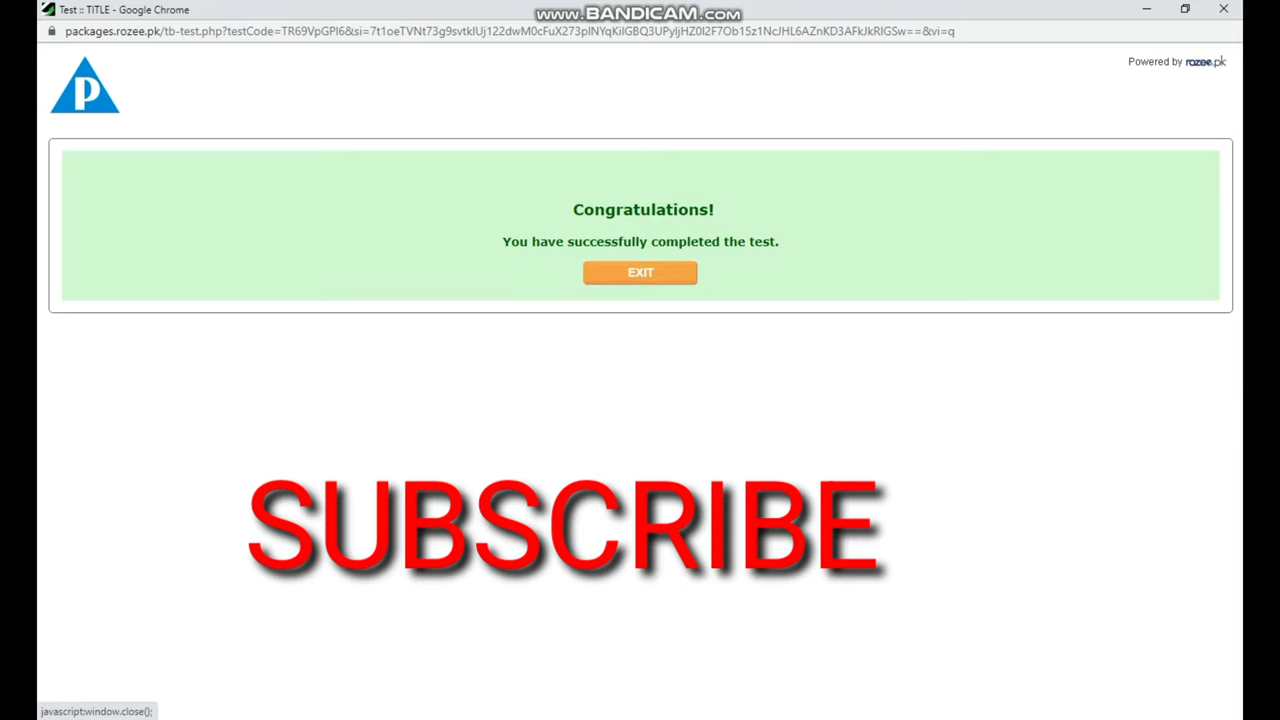 Test :: TITLE - Google Chrome
www.BANDICAM.com
packages.rozee.pk/tb-test.php?testCode=TR69VpGPI6&si=7t1oeTVNt73g9svtkIUj122dwM0cFuX273pINYqKiIGBQ3UPyIjHZ0I2F7Ob15z1NcJHL6AZnKD3AFkJkRIGSw==&vi=q
Powered by rozee.pk
P
Congratulations!
You have successfully completed the test.
EXIT
SUBSCRIBE
javascript:window.close();